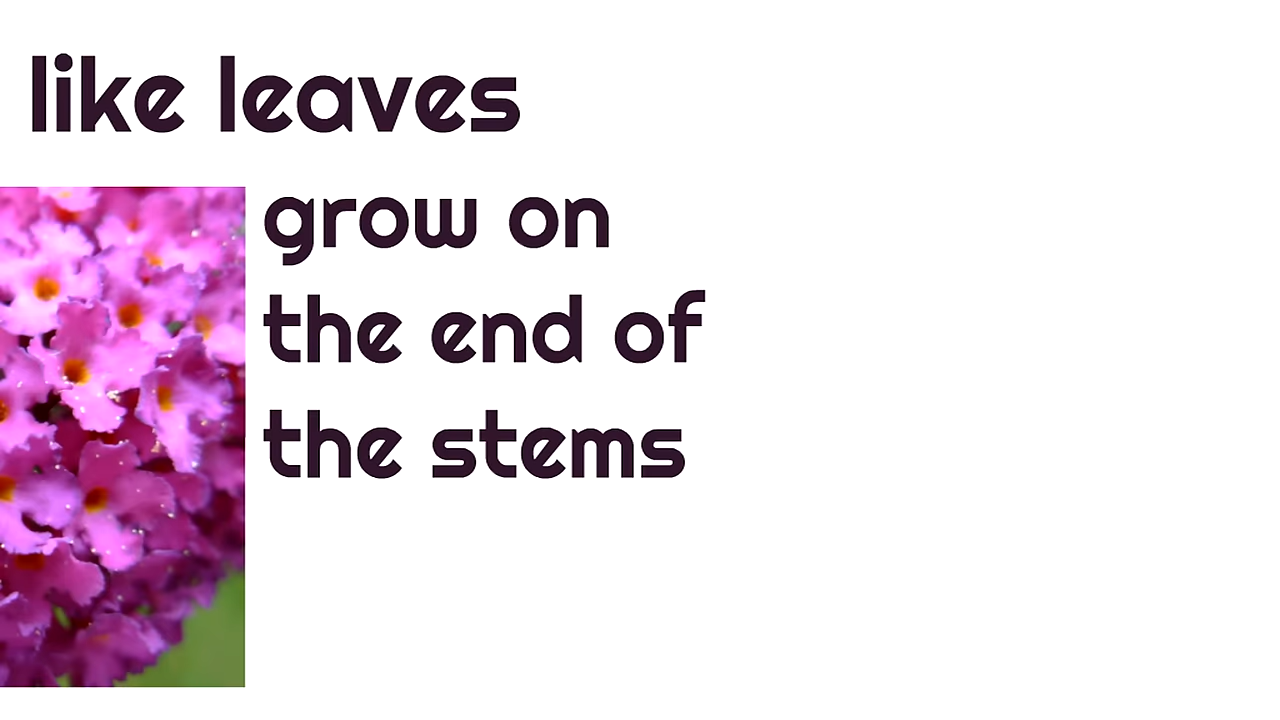 like leaves
grow on
the end of
the stems